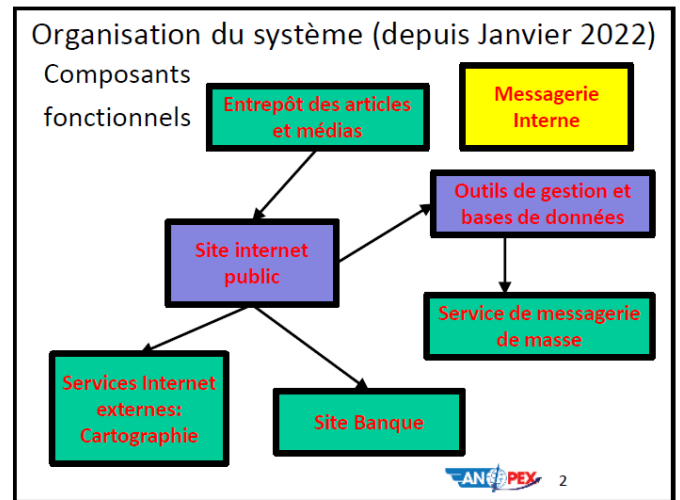 Organisation du système (depuis Janvier 2022)
Composants
fonctionnels
Entrepôt des articles
et médias
Messagerie
Interne
Outils de gestion et
bases de données
Site internet
public
Service de messagerie
de masse
Services Internet
externes:
Cartographie
Site Banque
2